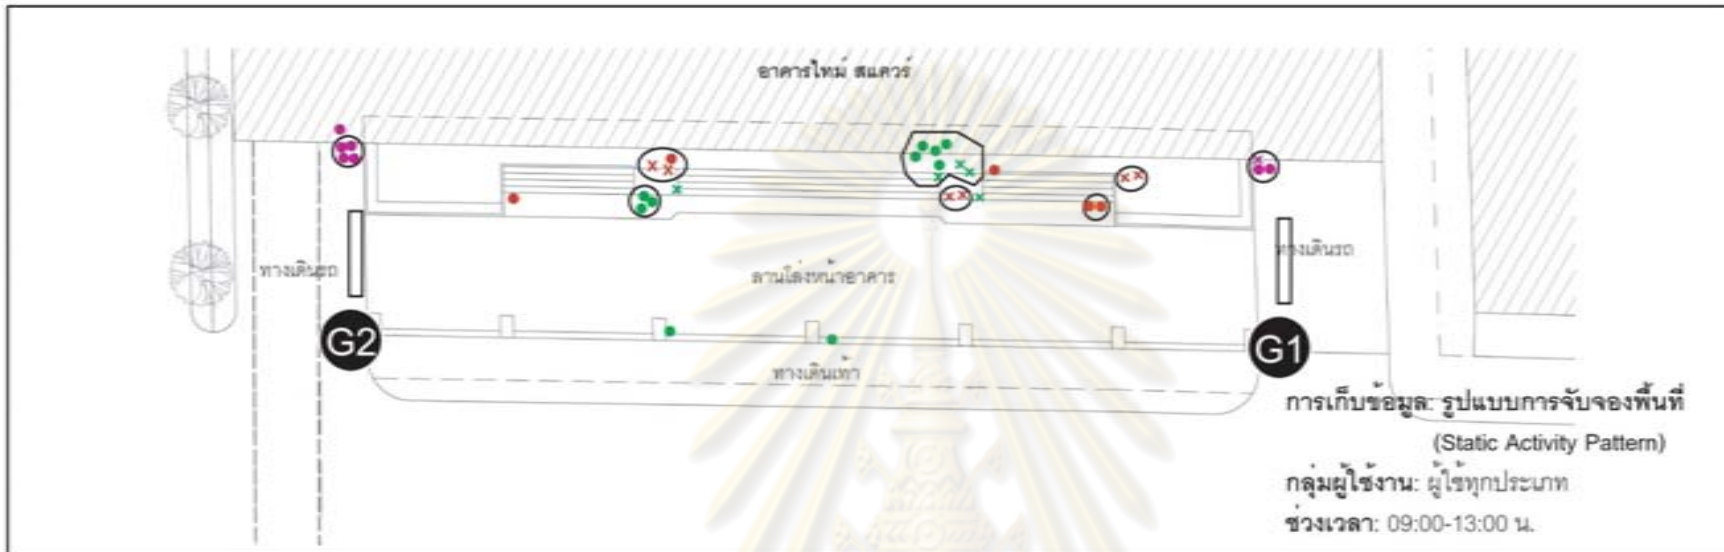 อาคารไทม์ สแควร์
ทางเดินรถ
ทางเดินรถ
ลานโล่งหน้าอาคาร
G2
G1
ทางเดินเท้า
การเก็บข้อมูล: รูปแบบการจับจองพื้นที่
(Static Activity Pattern)
กลุ่มผู้ใช้งาน: ผู้ใช้ทุกประเภท
ช่วงเวลา: 09:00-13:00 น.